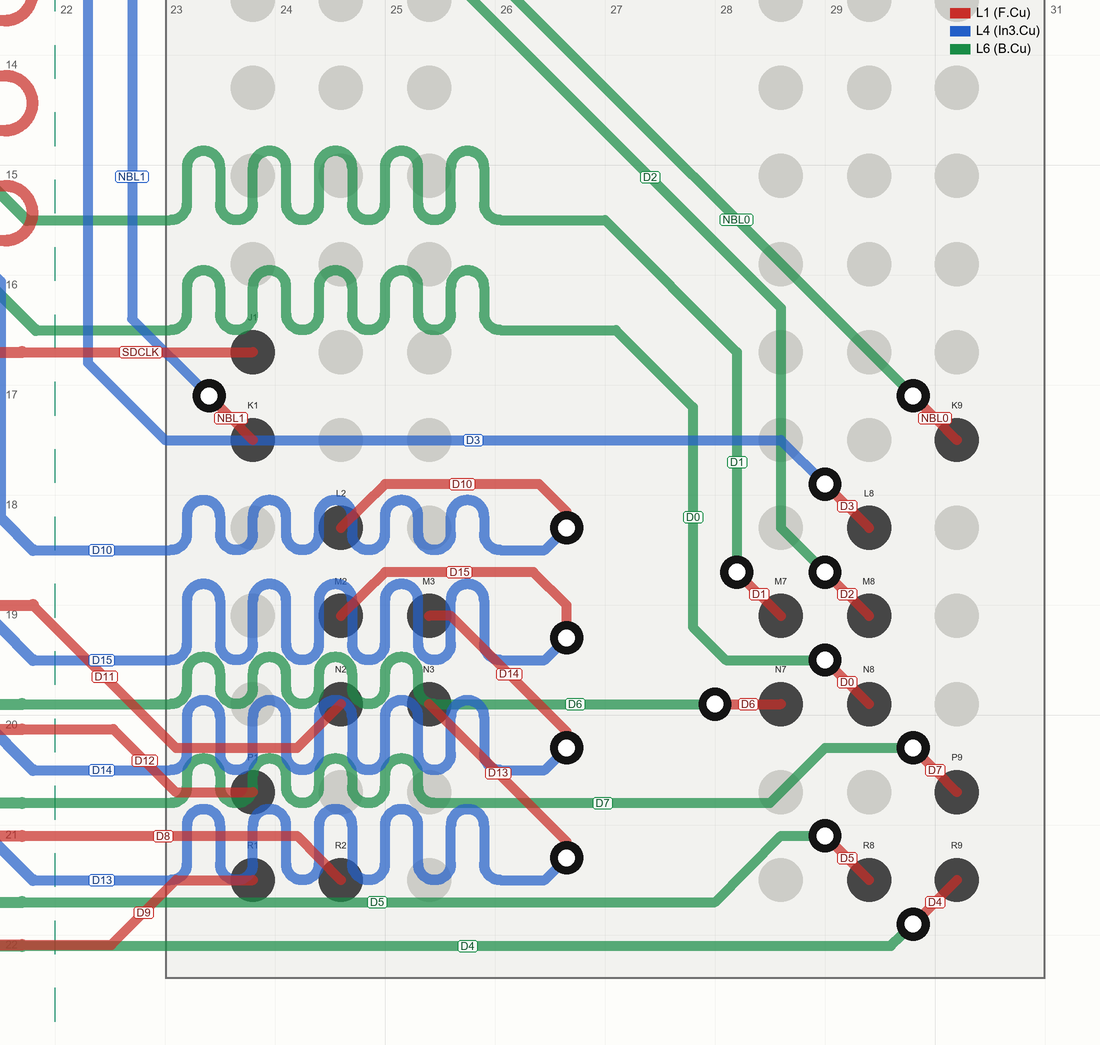 22 23 24 25 26 27 28 29 31
L1 (F.Cu)
L4 (In3.Cu)
L6 (B.Cu)
14
15
NBL1
D2
NBL0
16
J1
SDCLK
17
K1
K9
NBL1
NBL0
D3
D1
18
D10
L2
L8
D3
D0
D10
D15
M2
M3
M7
M8
D1
D2
19
D15
D11
D14
N2
N3
N7
N8
D0
D6
D6
20
D12
D14
D13
P9
D7
D7
21
D8
R1
R2
R8
R9
D5
D13
D9
D5
D4
22
D4